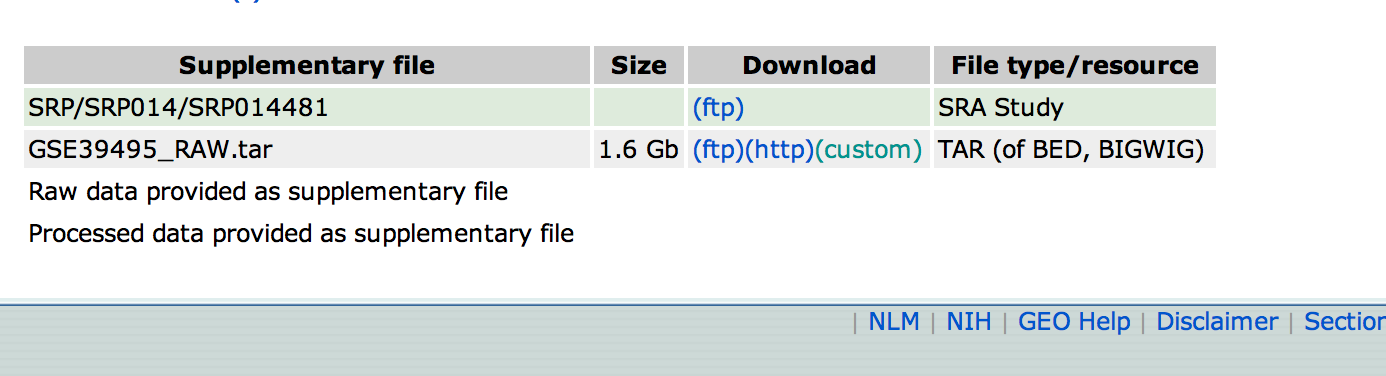 Supplementary file Size Download File type/resource
SRP/SRP014/SRP014481 (ftp) SRA Study
GSE39495_RAW.tar 1.6 Gb (ftp)(http)(custom) TAR (of BED, BIGWIG)
Raw data provided as supplementary file
Processed data provided as supplementary file
| NLM | NIH | GEO Help | Disclaimer | Section